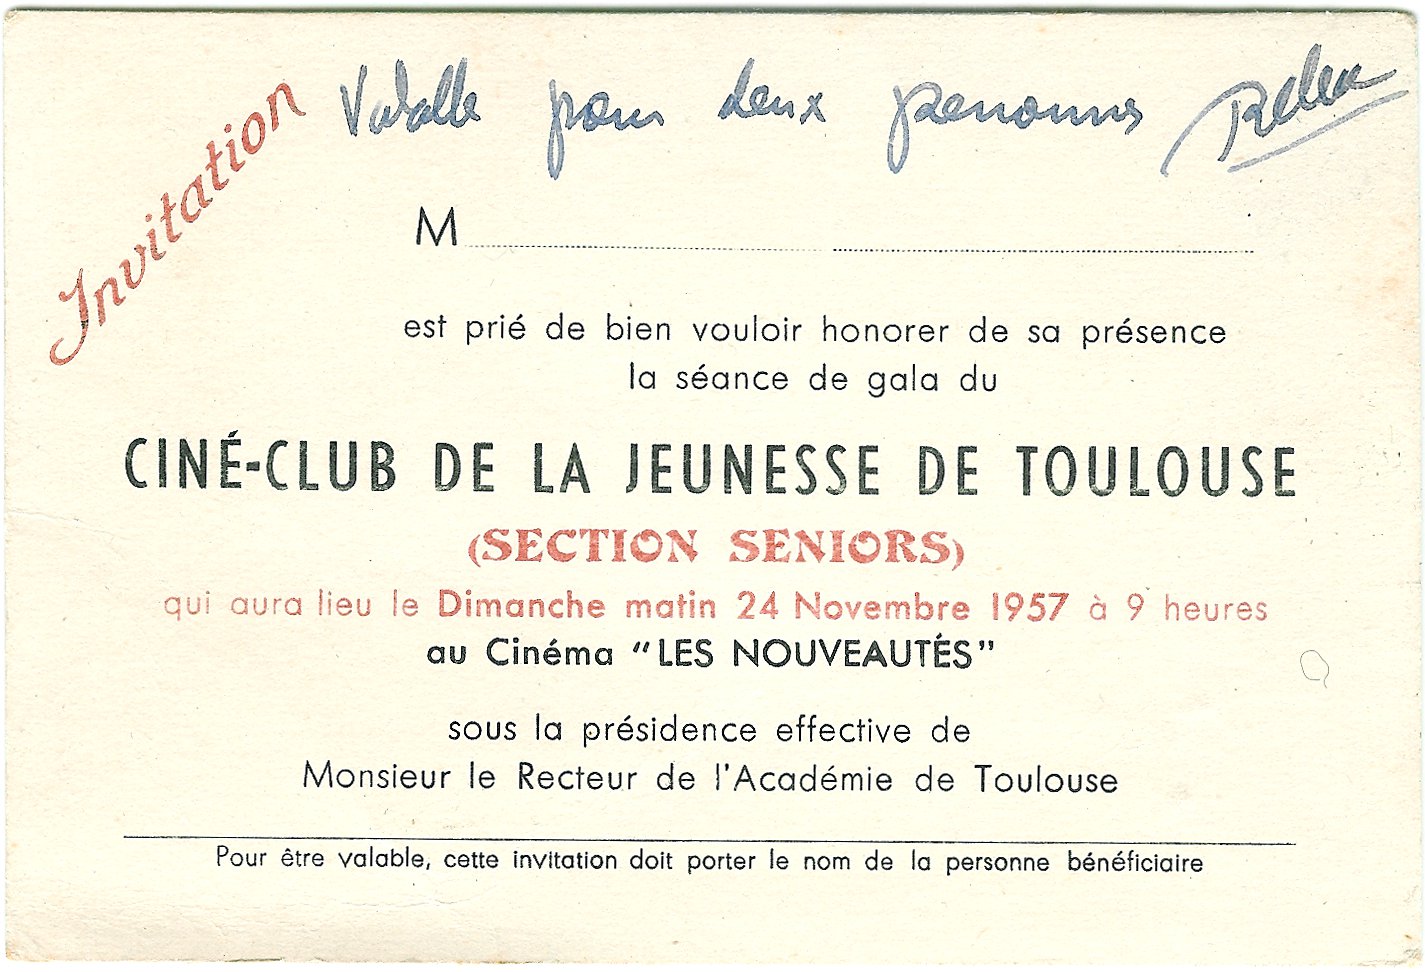 Invitation
Valable pour deux personnes
M
est prié de bien vouloir honorer de sa présence
la séance de gala du
CINÉ-CLUB DE LA JEUNESSE DE TOULOUSE
(SECTION SENIORS)
qui aura lieu le Dimanche matin 24 Novembre 1957 à 9 heures
au Cinéma "LES NOUVEAUTÉS"
sous la présidence effective de
Monsieur le Recteur de l'Académie de Toulouse
Pour être valable, cette invitation doit porter le nom de la personne bénéficiaire